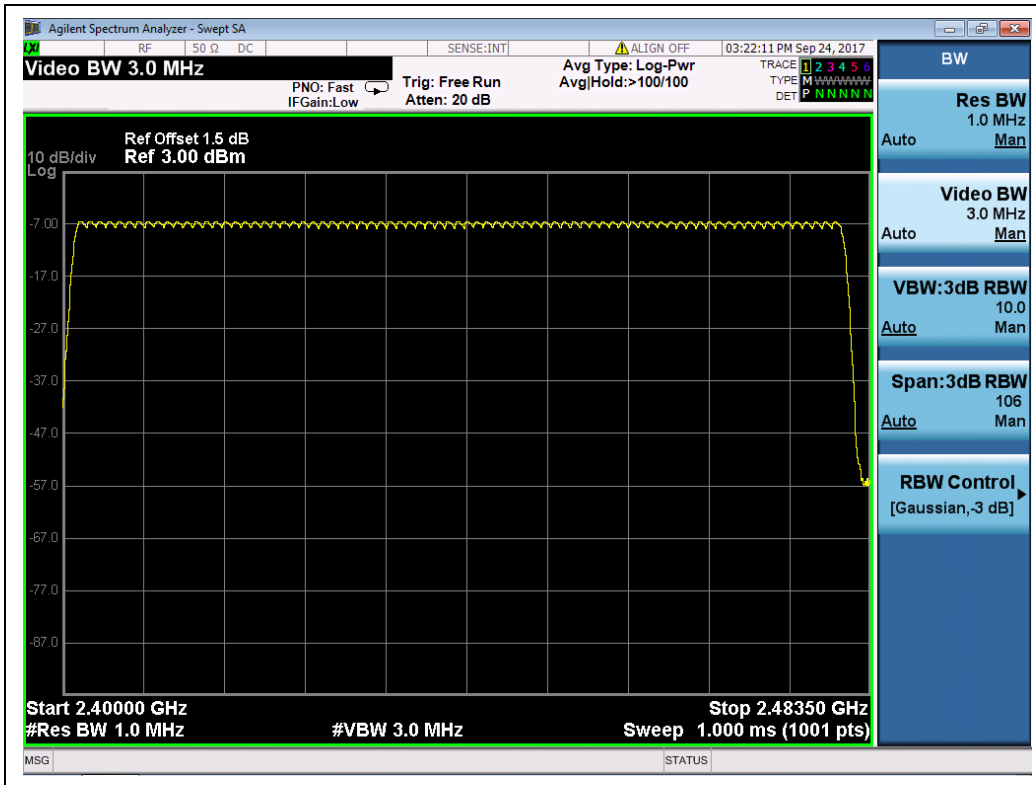 Agilent Spectrum Analyzer - Swept SA
LXI RF 50 Ω DC SENSE:INT ALIGN OFF 03:22:11 PM Sep 24, 2017
Video BW 3.0 MHz
PNO: Fast
IFGain:Low
Trig: Free Run
Atten: 20 dB
Avg Type: Log-Pwr
Avg|Hold:>100/100
TRACE 1 2 3 4 5 6
TYPE M WWWWW
DET P N N N N N
Ref Offset 1.5 dB
10 dB/div Ref 3.00 dBm
Log
-7.00
-17.0
-27.0
-37.0
-47.0
-57.0
-67.0
-77.0
-87.0
Start 2.40000 GHz Stop 2.48350 GHz
#Res BW 1.0 MHz #VBW 3.0 MHz Sweep 1.000 ms (1001 pts)
MSG STATUS
BW
Res BW
1.0 MHz
Auto Man
Video BW
3.0 MHz
Auto Man
VBW:3dB RBW
10.0
Auto Man
Span:3dB RBW
106
Auto Man
RBW Control
[Gaussian,-3 dB]